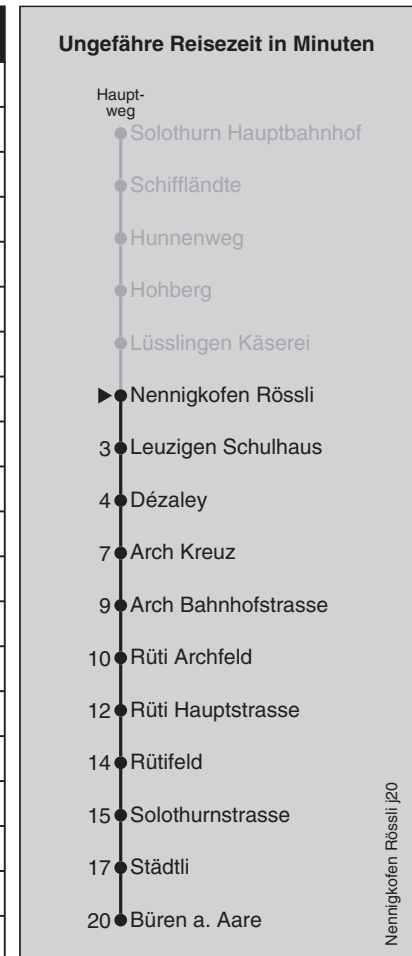 Ungefähre Reisezeit in Minuten
Haupt-
weg
Solothurn Hauptbahnhof
Schiffländte
Hunnenweg
Hohberg
Lüsslingen Käserei
Nennigkofen Rössli
3 Leuzigen Schulhaus
4 Dézaley
7 Arch Kreuz
9 Arch Bahnhofstrasse
10 Rüti Archfeld
12 Rüti Hauptstrasse
14 Rütifeld
15 Solothurnstrasse
17 Städtli
20 Büren a. Aare
Nennigkofen Rössli j20